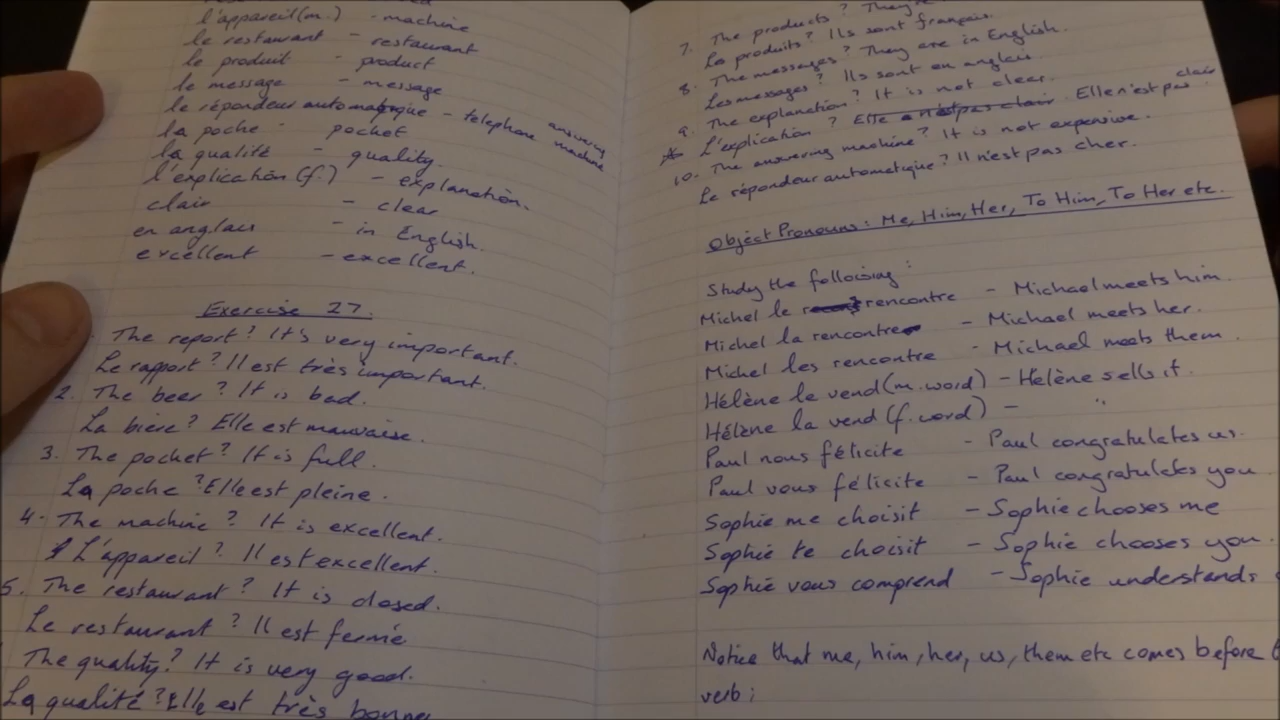 l'appareil (m.) - machine
le restaurant - restaurant
le produit - product
le message - message
le répondeur automatique - telephone answering machine
la poche - pocket
la qualité - quality.
l'explication (f.) - explanation.
clair - clear
en anglais - in English.
excellent - excellent.
Exercise 27.
The report? It's very important.
Le rapport? Il est très important.
2. The beer? It is bad.
La bière? Elle est mauvaise.
3. The pocket? It is full.
La poche? Elle est pleine.
4. The machine? It is excellent.
L'appareil? Il est excellent.
5. The restaurant? It is closed.
Le restaurant? Il est fermé
The quality? It is very good.
La qualité? Elle est très bonne
7. The products? They're
La produits? Ils sont français.
8. The messages? They are in English.
Les messages? Ils sont en anglais.
9. The explanation? It is not clear.
L'explication? Elle n'est pas clair
10. The answering machine? It is not expensive.
Le répondeur automatique? Il n'est pas cher.
Object Pronouns: Me, Him, Her, To Him, To Her etc.
Study the following:
Michel le rencontre - Michael meets him.
Michel la rencontre - Michael meets her.
Michel les rencontre - Michael meets them.
Hélène le vend (m. word) - Hélène sells it.
Hélène la vend (f. word) - "
Paul nous félicite - Paul congratulates us.
Paul vous félicite - Paul congratulates you
Sophie me choisit - Sophie chooses me
Sophie te choisit - Sophie chooses you.
Sophie vous comprend - Sophie understands
Notice that me, him, her, us, them etc comes before
verb: